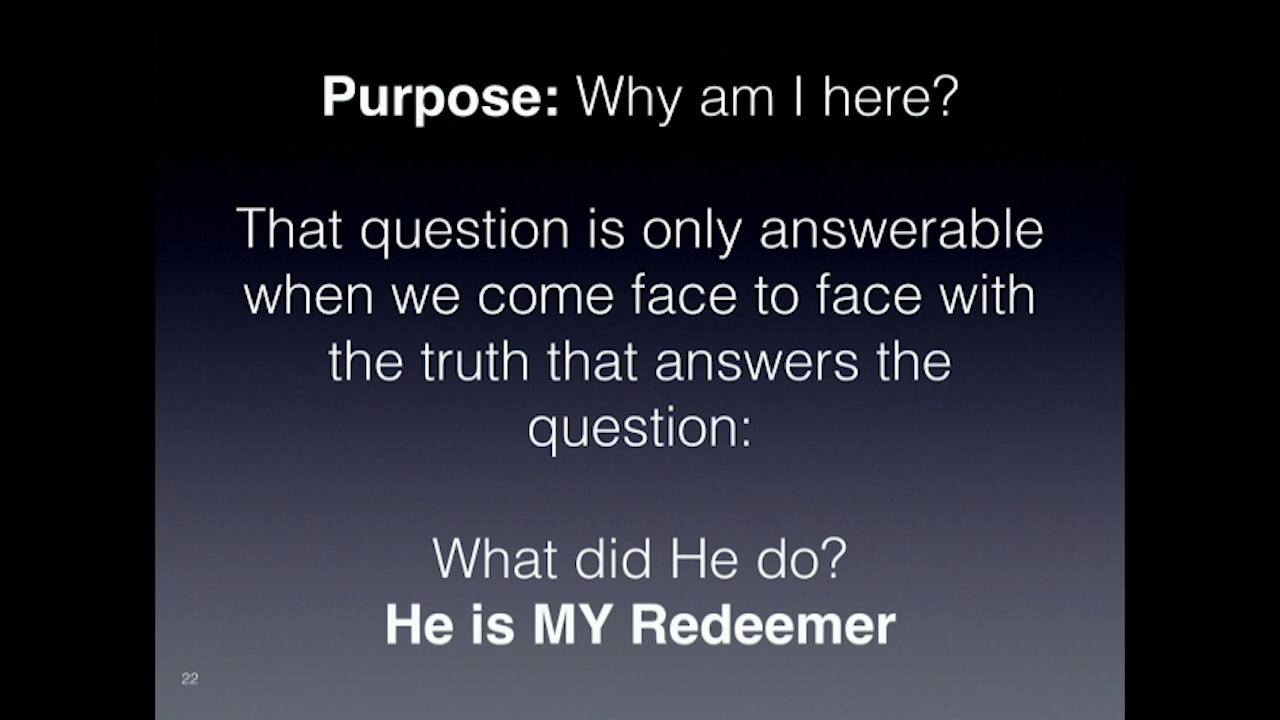 Purpose: Why am I here?
That question is only answerable
when we come face to face with
the truth that answers the
question:
What did He do?
He is MY Redeemer
22